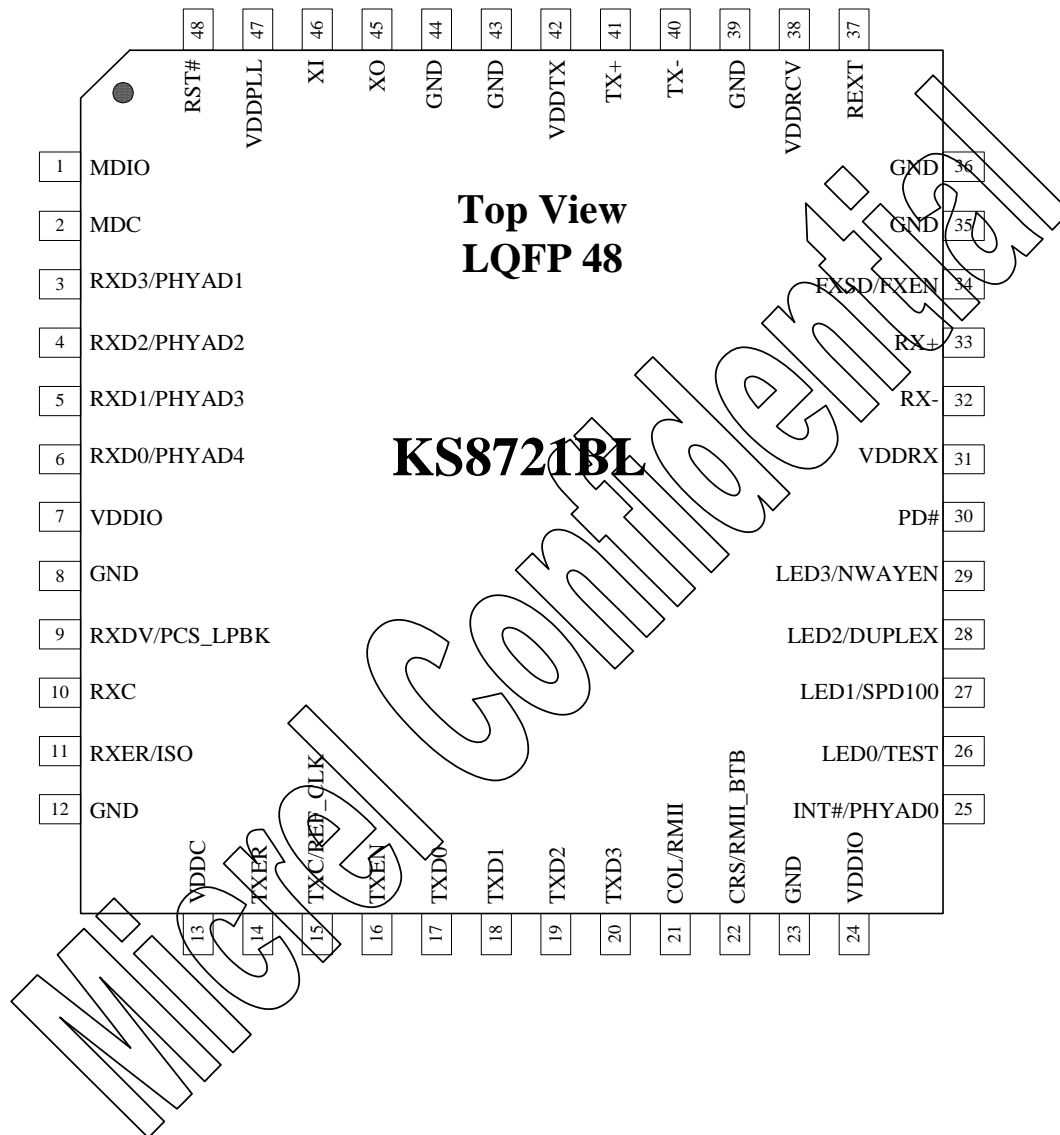 48 47 46 45 44 43 42 41 40 39 38 37
RST# VDDPLL XI XO GND GND VDDTX TX+ TX- GND VDDRCV REXT
Top View
LQFP 48
KS8721BL
1 MDIO
2 MDC
3 RXD3/PHYAD1
4 RXD2/PHYAD2
5 RXD1/PHYAD3
6 RXD0/PHYAD4
7 VDDIO
8 GND
9 RXDV/PCS_LPBK
10 RXC
11 RXER/ISO
12 GND
GND 36
GND 35
FXSD/FXEN 34
RX+ 33
RX- 32
VDDRX 31
PD# 30
LED3/NWAYEN 29
LED2/DUPLEX 28
LED1/SPD100 27
LED0/TEST 26
INT#/PHYAD0 25
VDDC TXER TXC/REF_CLK TXEN TXD0 TXD1 TXD2 TXD3 COL/RMII CRS/RMII_BTB GND VDDIO
13 14 15 16 17 18 19 20 21 22 23 24
Micrel Confidential